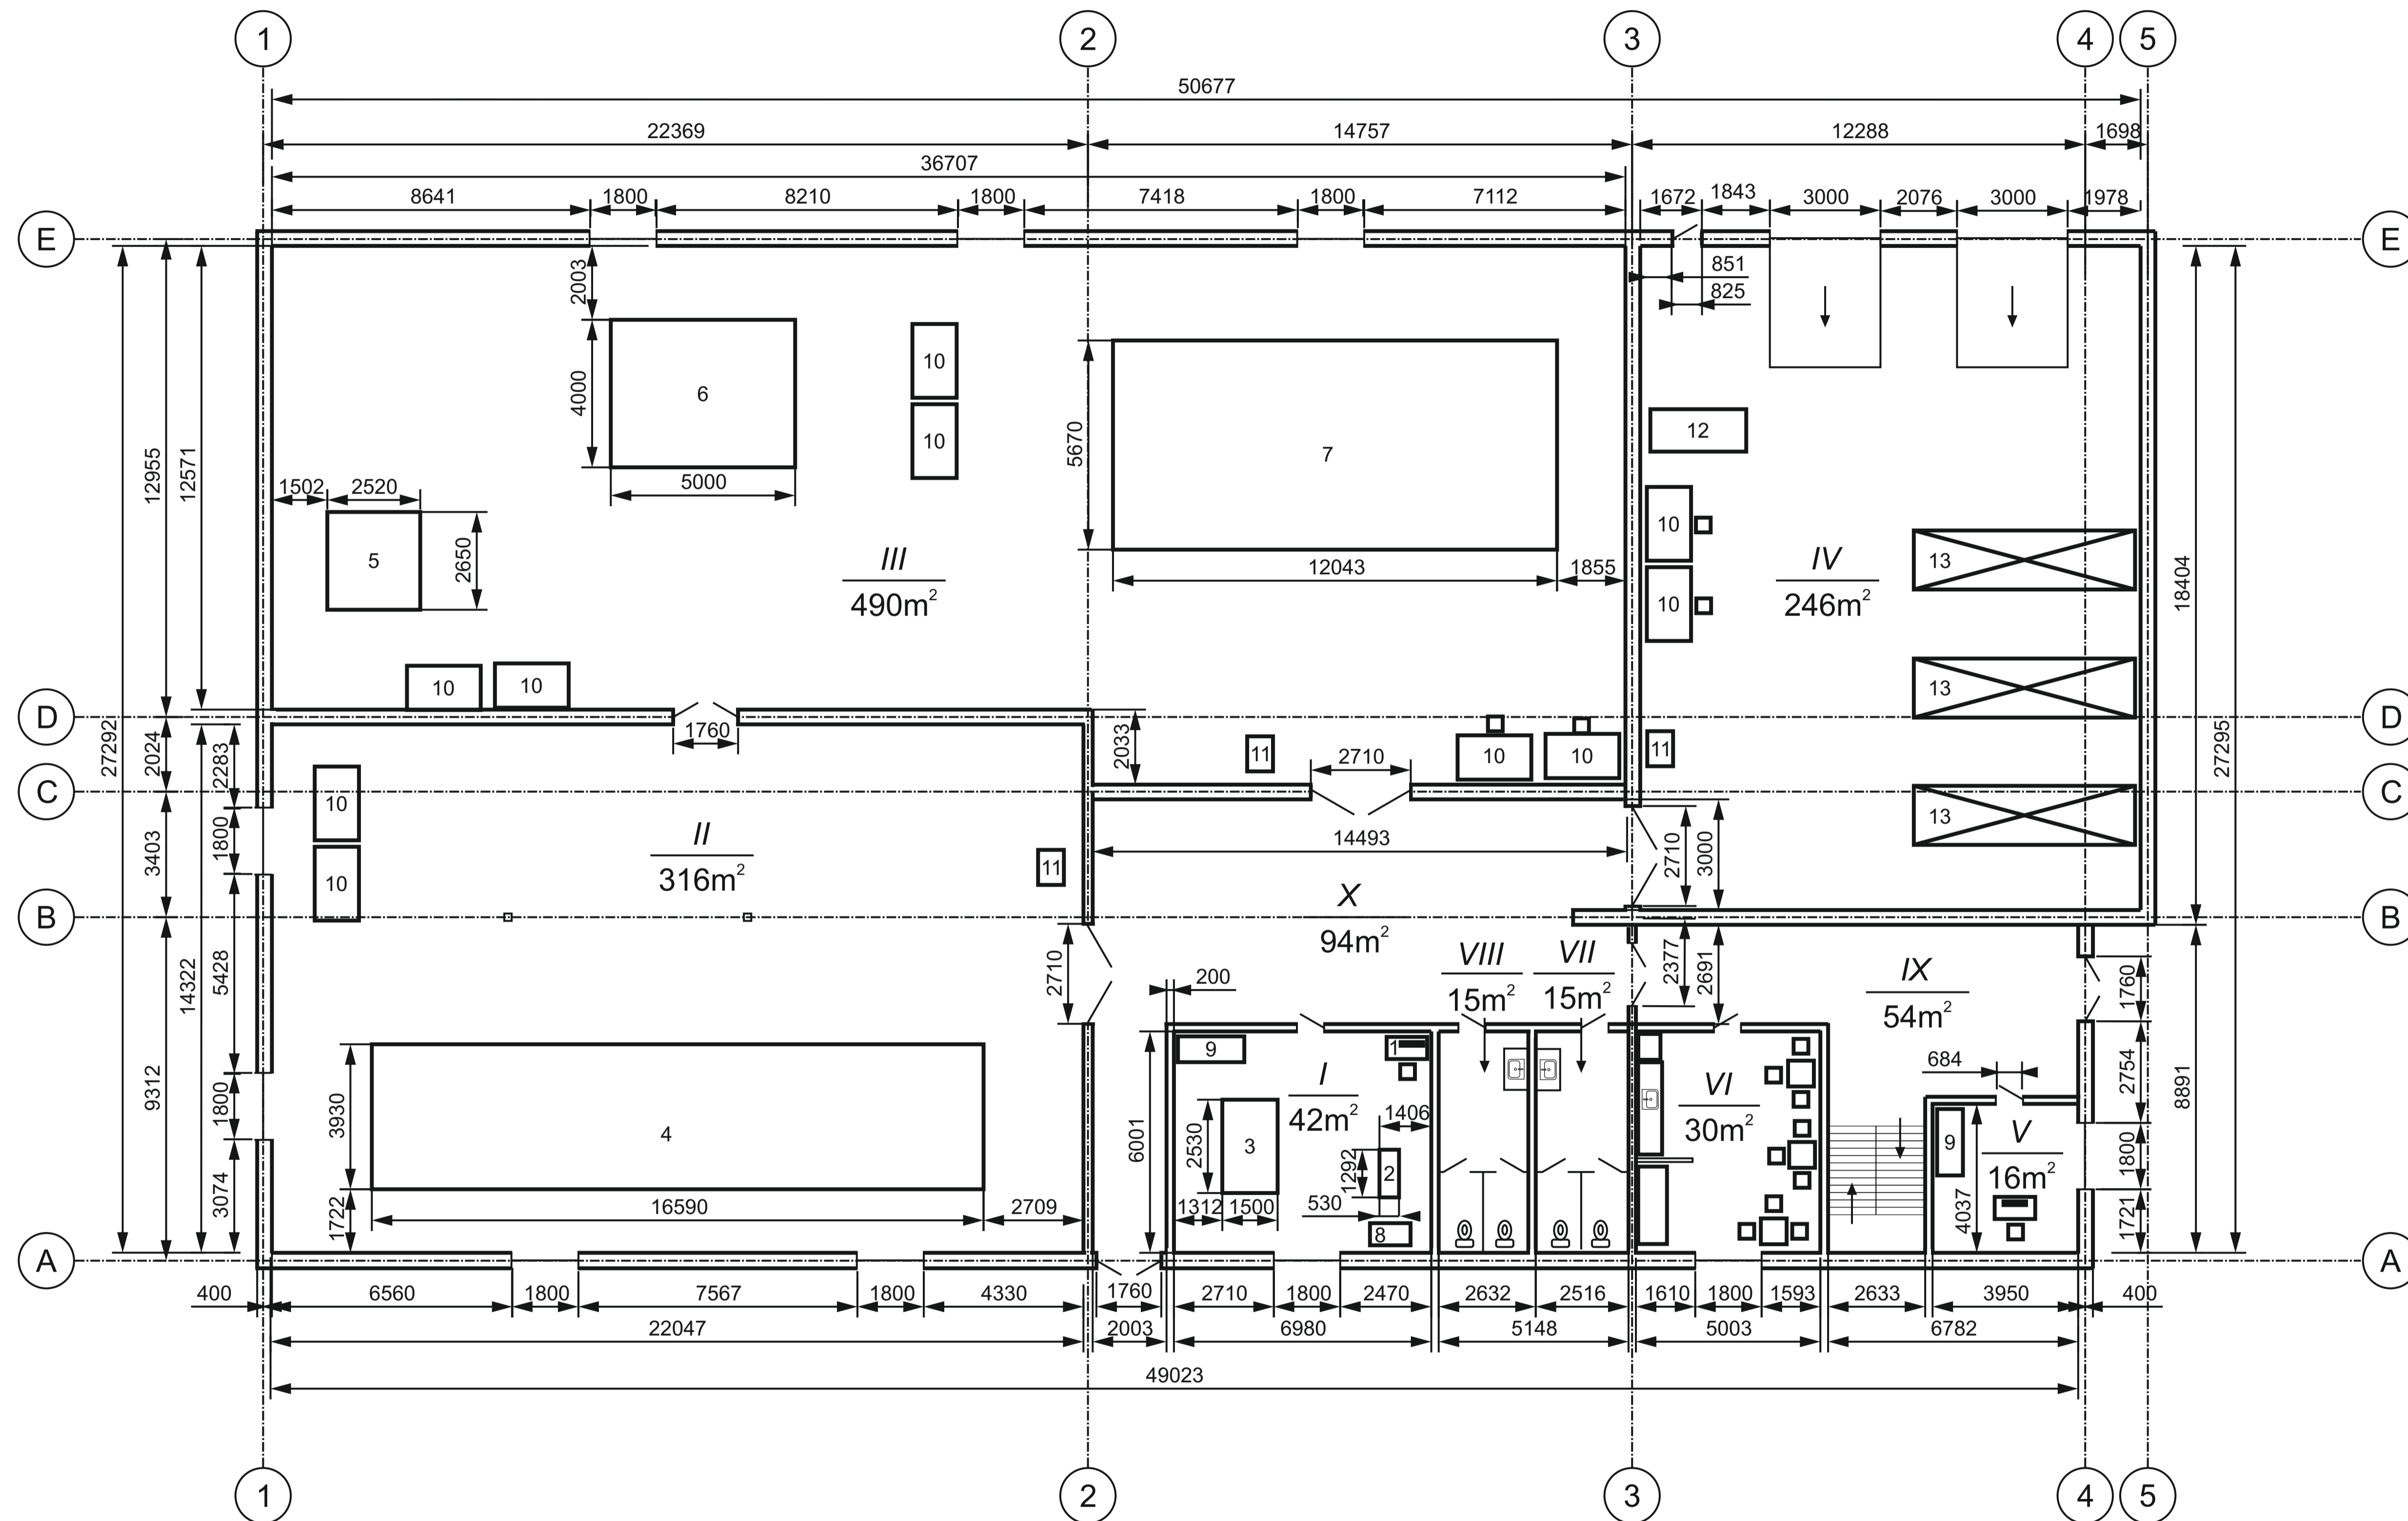 1 2 3 4 5
50677
22369 14757 12288 1698
36707
8641 1800 8210 1800 7418 1800 7112 1672 1843 3000 2076 3000 1978
E E
2003 851
825
4000 6 10 12
10 5670 7
12955 12571 5000 18404
1502 2520 10
5 2650 III IV 13
12043 1855
490m² 10 246m²
10 10 13
D D
27292 2024 2283 1760 2033 11 2710 10 10 11 27295
C C
10 13
3403 1800 II 14493 2710 3000
316m² 11
10 X
B B
94m²
14322 5428 2710 200 VIII VII 2377 2691 IX 1760
15m² 15m² 54m²
9 1 684 2754 8891
9312 1800 3930 4 6001 2530 3 I 1406 VI 9 V
42m² 30m²
1292 2 4037 16m² 1800
3074 1722 16590 2709 1312 1500 530 8 1721
A A
400 6560 1800 7567 1800 4330 1760 2710 1800 2470 2632 2516 1610 1800 1593 2633 3950 400
22047 2003 6980 5148 5003 6782
49023
1 2 3 4 5